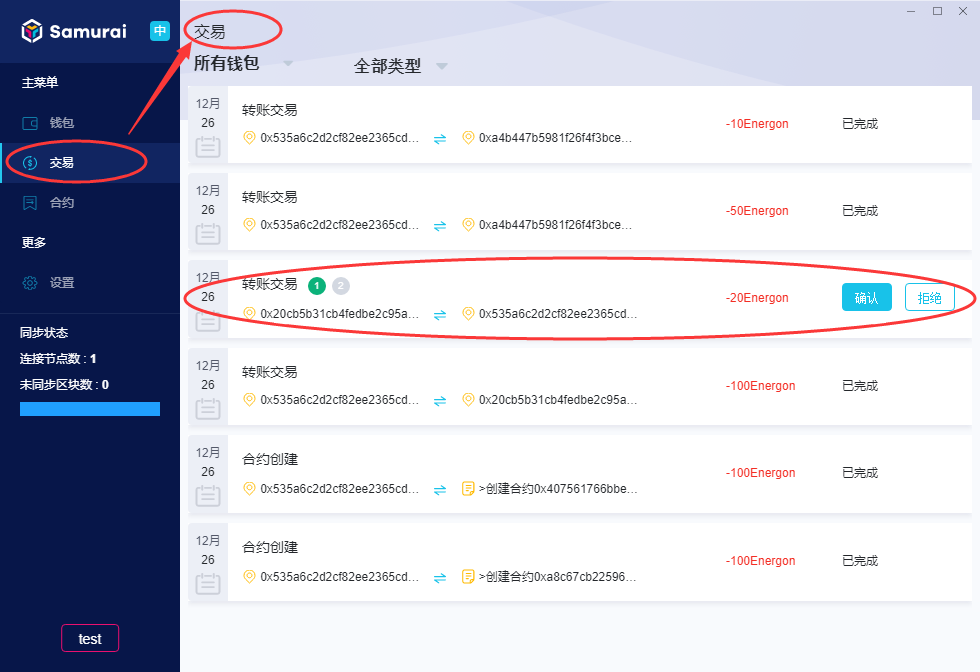 Samurai
中
主菜单
钱包
交易
合约
更多
设置
同步状态
连接节点数 : 1
未同步区块数 : 0
test
交易
所有钱包 全部类型
12月
26
转账交易
0x535a6c2d2cf82ee2365cd... 0xa4b447b5981f26f4f3bce...
-10Energon
已完成
12月
26
转账交易
0x535a6c2d2cf82ee2365cd... 0xa4b447b5981f26f4f3bce...
-50Energon
已完成
12月
26
转账交易 1 2
0x20cb5b31cb4fedbe2c95a... 0x535a6c2d2cf82ee2365cd...
-20Energon
确认 拒绝
12月
26
转账交易
0x535a6c2d2cf82ee2365cd... 0x20cb5b31cb4fedbe2c95a...
-100Energon
已完成
12月
26
合约创建
0x535a6c2d2cf82ee2365cd... >创建合约0x407561766bbe...
-100Energon
已完成
12月
26
合约创建
0x535a6c2d2cf82ee2365cd... >创建合约0xa8c67cb22596...
-100Energon
已完成